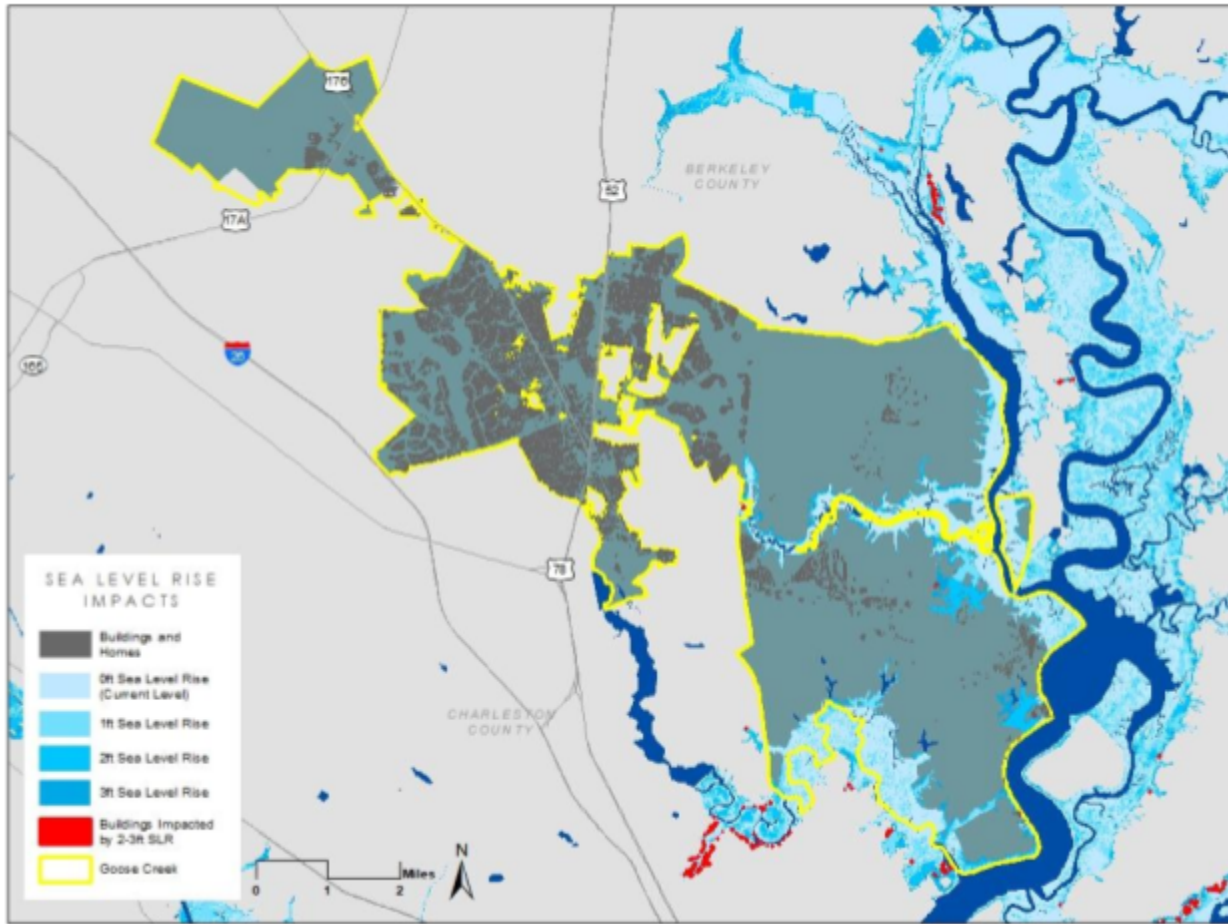 176
BERKELEY
COUNTY
52
17A
165
26
78
CHARLESTON
COUNTY
SEA LEVEL RISE
IMPACTS
Buildings and
Homes
0ft Sea Level Rise
(Current Level)
1ft Sea Level Rise
2ft Sea Level Rise
3ft Sea Level Rise
Buildings Impacted
by 2-3ft SLR
Goose Creek
Miles
0 1 2
N